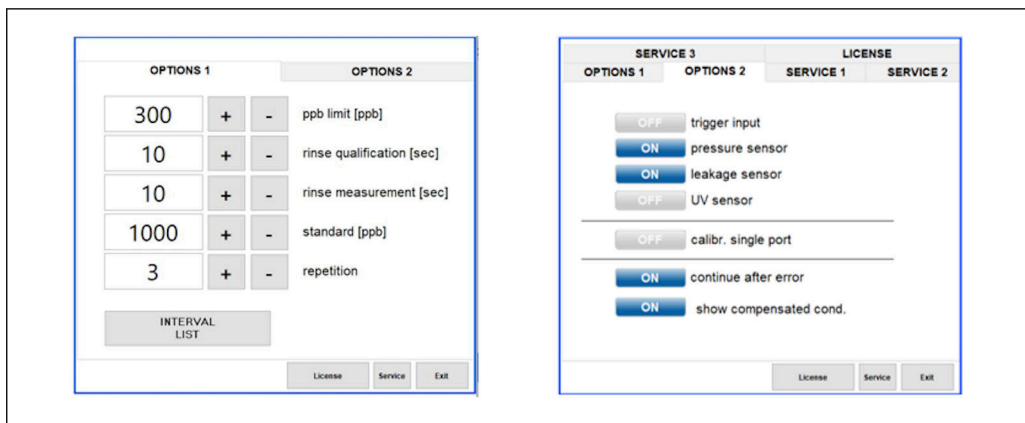 OPTIONS 1
OPTIONS 2
300 + - ppb limit [ppb]
10 + - rinse qualification [sec]
10 + - rinse measurement [sec]
1000 + - standard [ppb]
3 + - repetition
INTERVAL
LIST
License
Service
Exit
SERVICE 3
LICENSE
OPTIONS 1
OPTIONS 2
SERVICE 1
SERVICE 2
OFF trigger input
ON pressure sensor
ON leakage sensor
OFF UV sensor
OFF calibr. single port
ON continue after error
ON show compensated cond.
License
Service
Exit